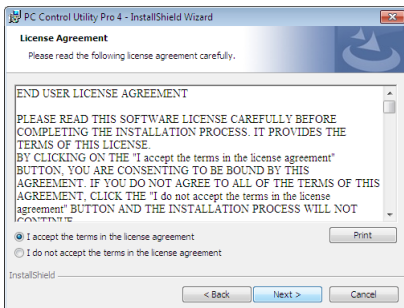 PC Control Utility Pro 4 - InstallShield Wizard
License Agreement
Please read the following license agreement carefully.
END USER LICENSE AGREEMENT
PLEASE READ THIS SOFTWARE LICENSE CAREFULLY BEFORE
COMPLETING THE INSTALLATION PROCESS. IT PROVIDES THE
TERMS OF THIS LICENSE.
BY CLICKING ON THE "I accept the terms in the license agreement"
BUTTON, YOU ARE CONSENTING TO BE BOUND BY THIS
AGREEMENT. IF YOU DO NOT AGREE TO ALL OF THE TERMS OF THIS
AGREEMENT, CLICK THE "I do not accept the terms in the license
agreement" BUTTON AND THE INSTALLATION PROCESS WILL NOT
CONTINUE
I accept the terms in the license agreement
Print
I do not accept the terms in the license agreement
InstallShield
< Back
Next >
Cancel